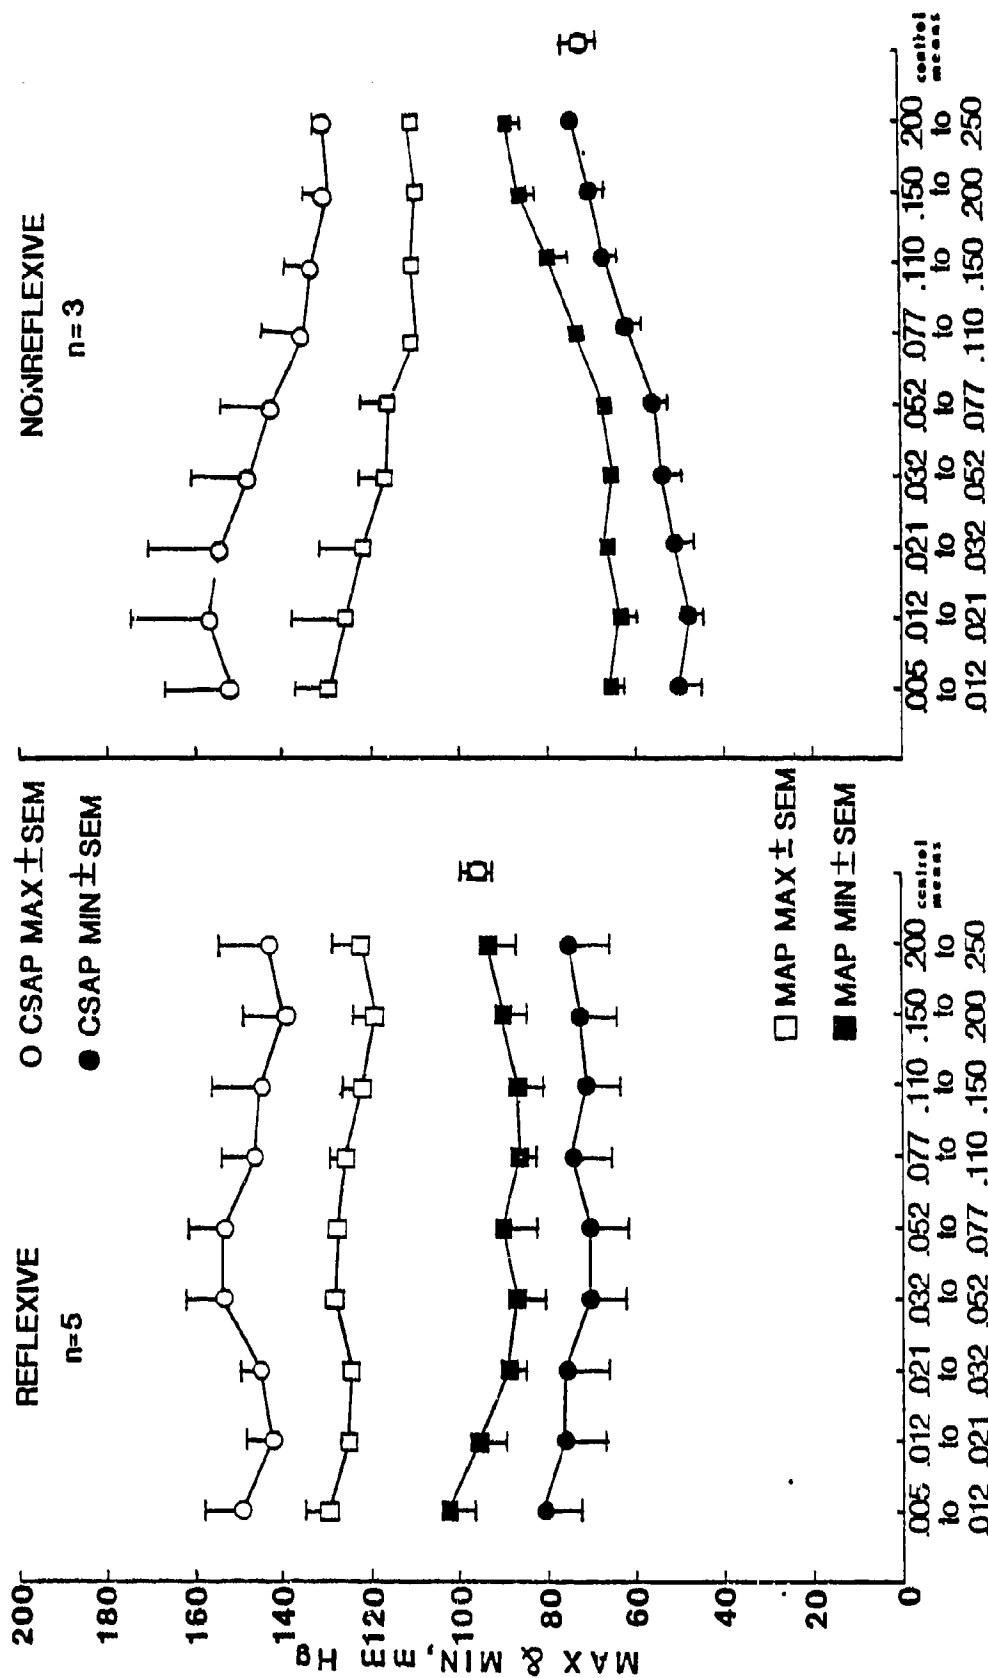 REFLEXIVE
n=5
O CSAP MAX±SEM
● CSAP MIN±SEM
□ MAP MAX±SEM
■ MAP MIN±SEM
MAX & MIN, mm Hg
200
180
160
140
120
100
80
60
40
20
0
.005 .012 .021 .032 .052 .077 .110 .150 .200 control
to to to to to to to to to means
.012 .021 .032 .052 .077 .110 .150 .200 .250
NONREFLEXIVE
n=3
.005 .012 .021 .032 .052 .077 .110 .150 .200 control
to to to to to to to to to means
.012 .021 .032 .052 .077 .110 .150 .200 .250